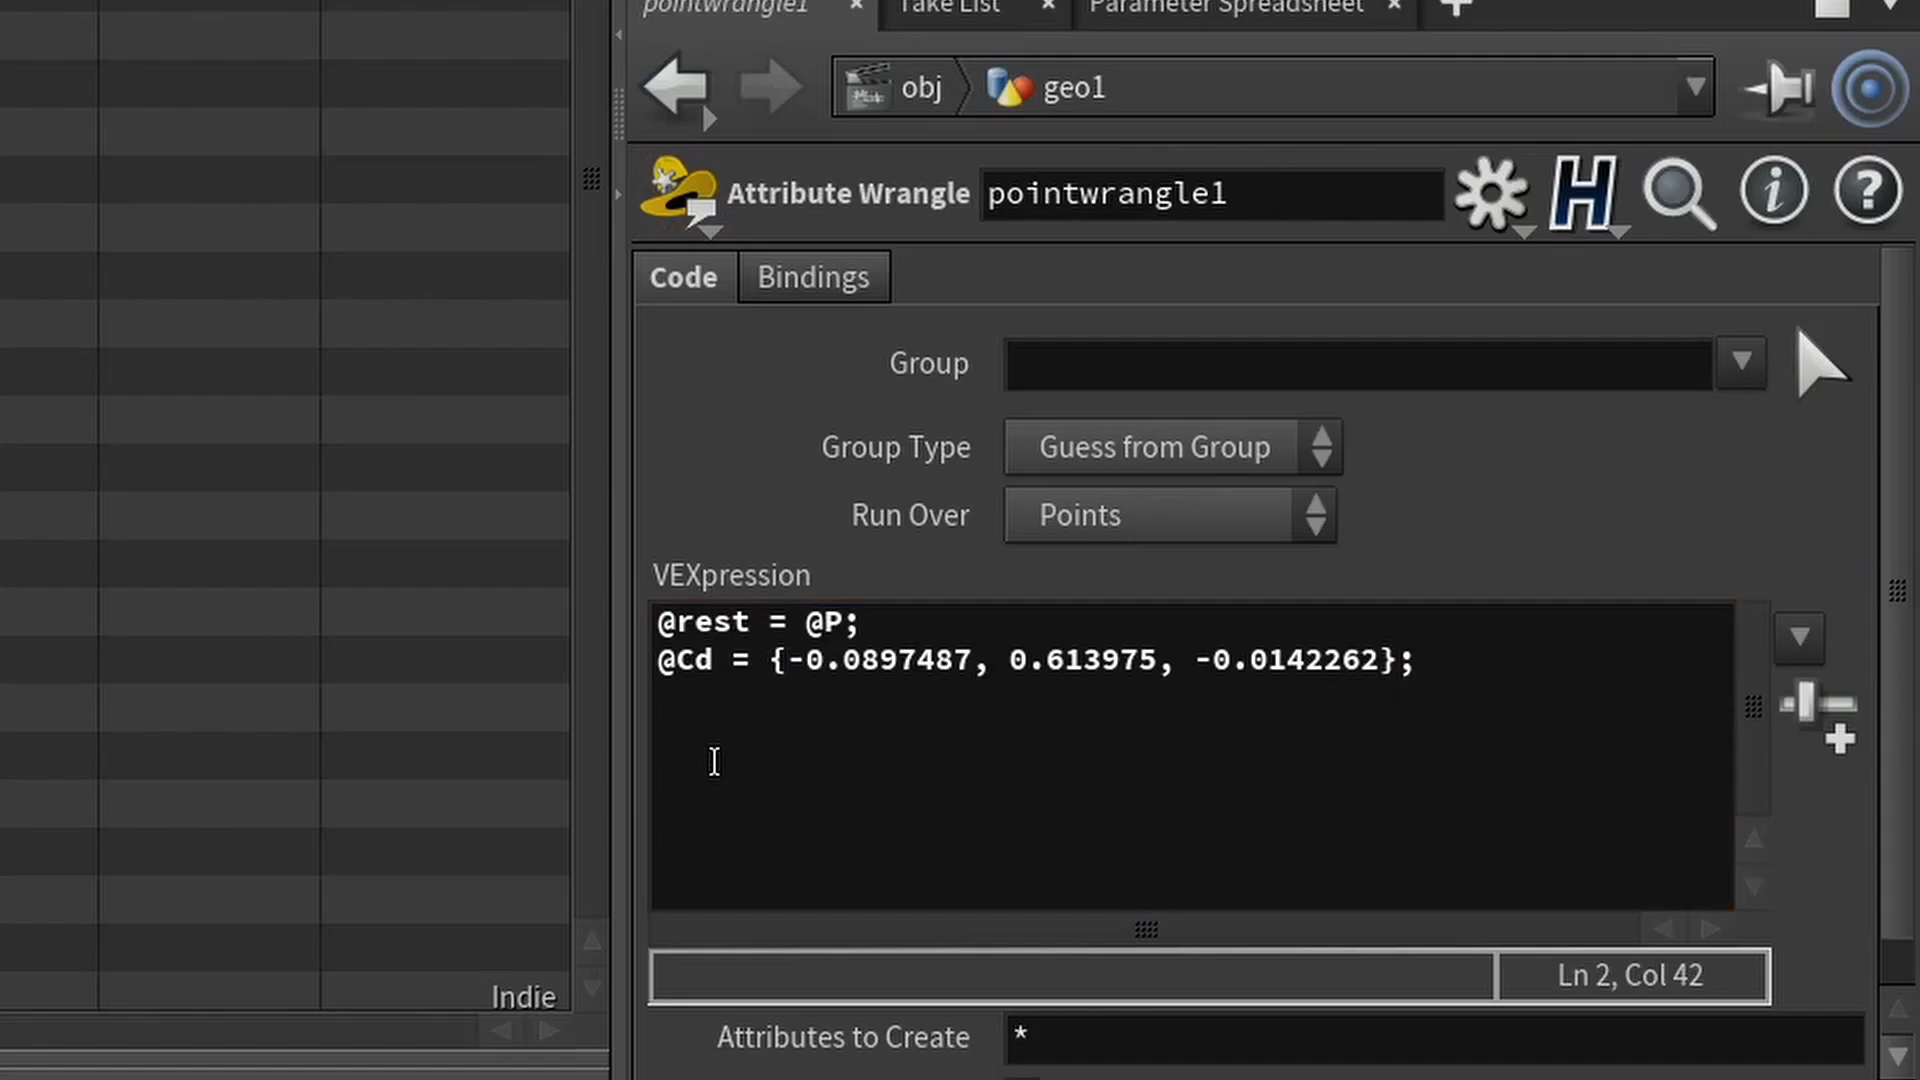 pointwrangle1
Take List
Parameter Spreadsheet
obj
geo1
Attribute Wrangle
pointwrangle1
Code
Bindings
Group
Group Type
Guess from Group
Run Over
Points
VEXpression
@rest = @P;
@Cd = {-0.0897487, 0.613975, -0.0142262};
Indie
Ln 2, Col 42
Attributes to Create
*